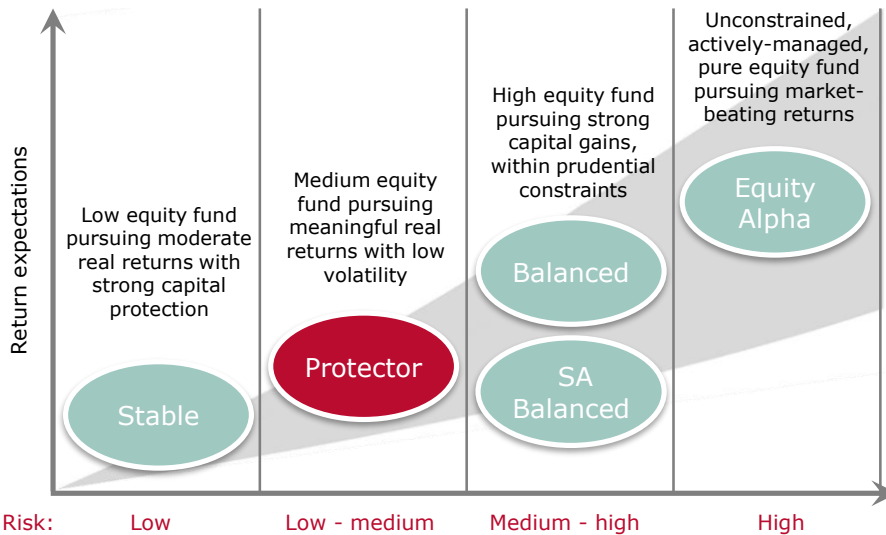 Return expectations
Low equity fund
pursuing moderate
real returns with
strong capital
protection
Stable
Medium equity
fund pursuing
meaningful real
returns with low
volatility
Protector
High equity fund
pursuing strong
capital gains,
within prudential
constraints
Balanced
SA
Balanced
Unconstrained,
actively-managed,
pure equity fund
pursuing market-
beating returns
Equity
Alpha
Risk: Low Low - medium Medium - high High